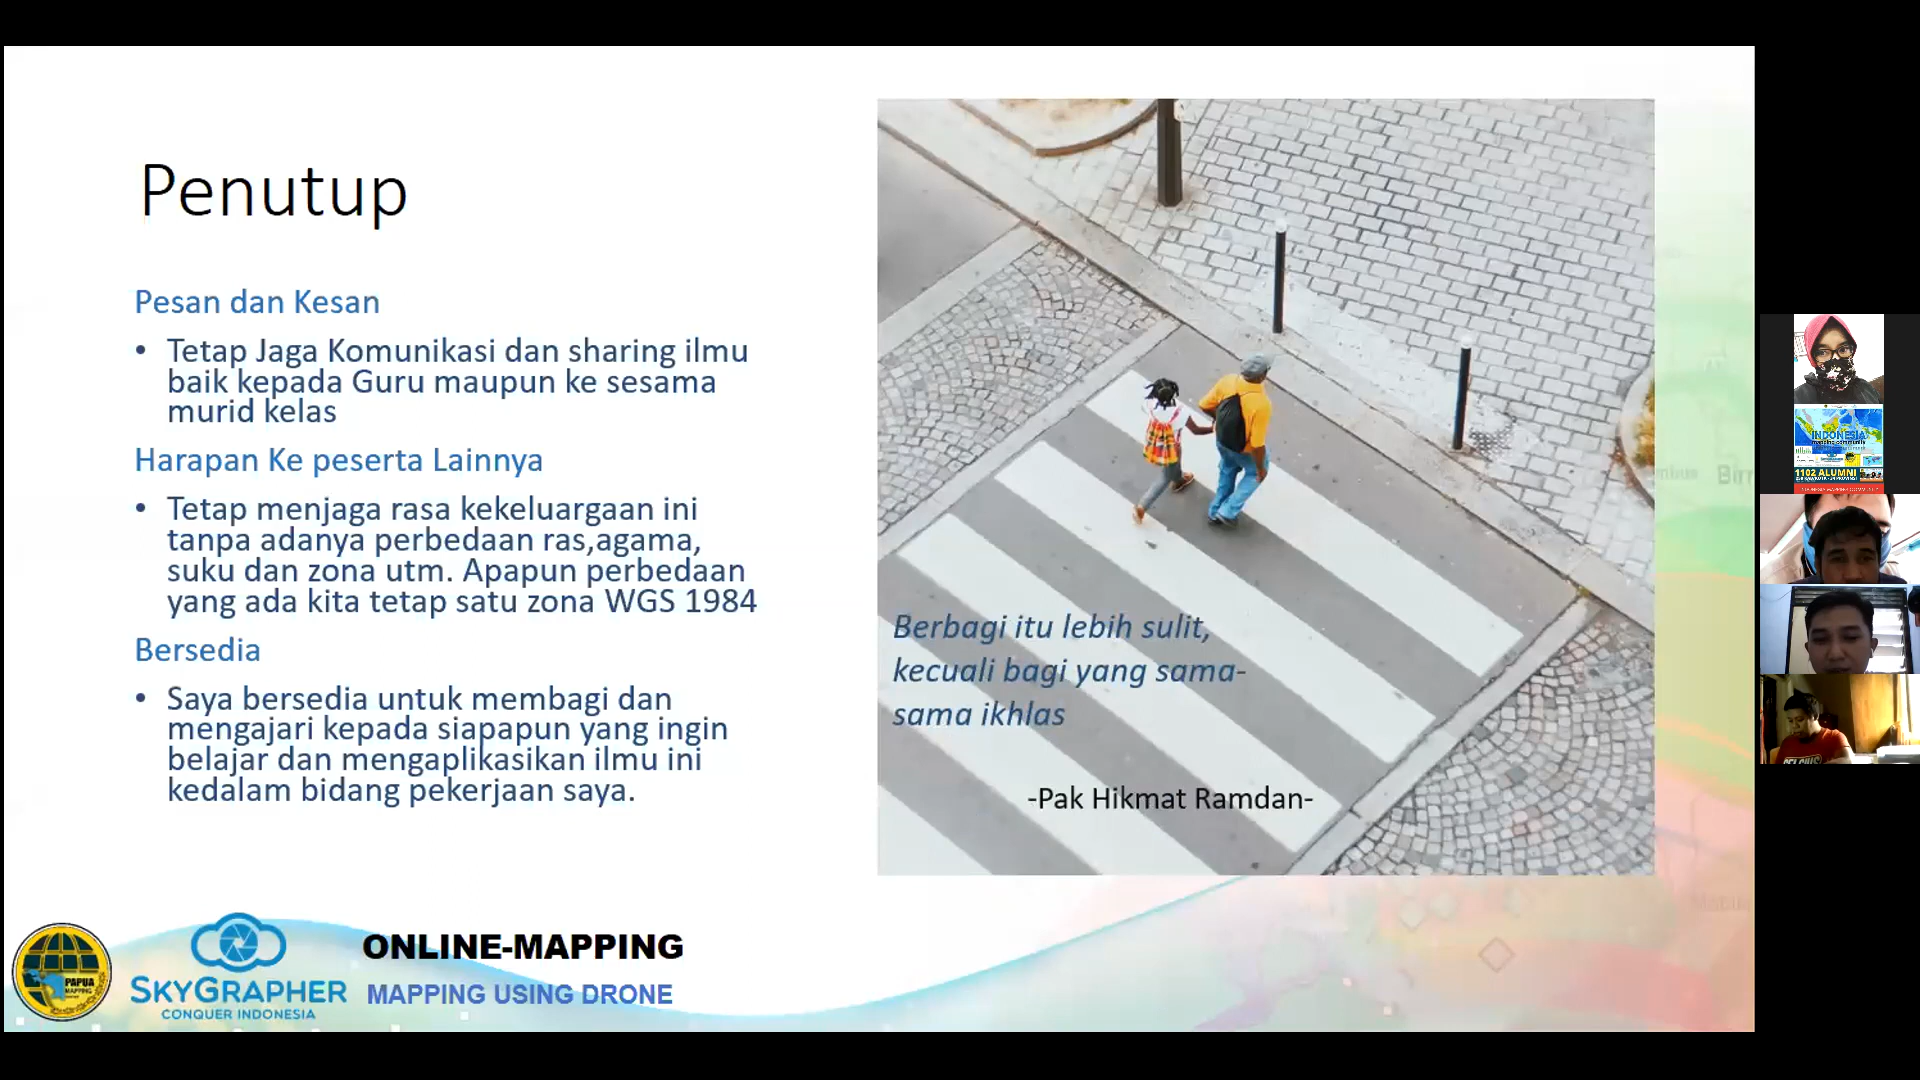 Penutup
Pesan dan Kesan
• Tetap Jaga Komunikasi dan sharing ilmu
baik kepada Guru maupun ke sesama
murid kelas
Harapan Ke peserta Lainnya
• Tetap menjaga rasa kekeluargaan ini
tanpa adanya perbedaan ras,agama,
suku dan zona utm. Apapun perbedaan
yang ada kita tetap satu zona WGS 1984
Bersedia
• Saya bersedia untuk membagi dan
mengajari kepada siapapun yang ingin
belajar dan mengaplikasikan ilmu ini
kedalam bidang pekerjaan saya.
Berbagi itu lebih sulit,
kecuali bagi yang sama-
sama ikhlas
-Pak Hikmat Ramdan-
PAPUA
MAPPING
SKYGRAPHER
CONQUER INDONESIA
ONLINE-MAPPING
MAPPING USING DRONE
INDONESIA
mapping community
1102 ALUMNI